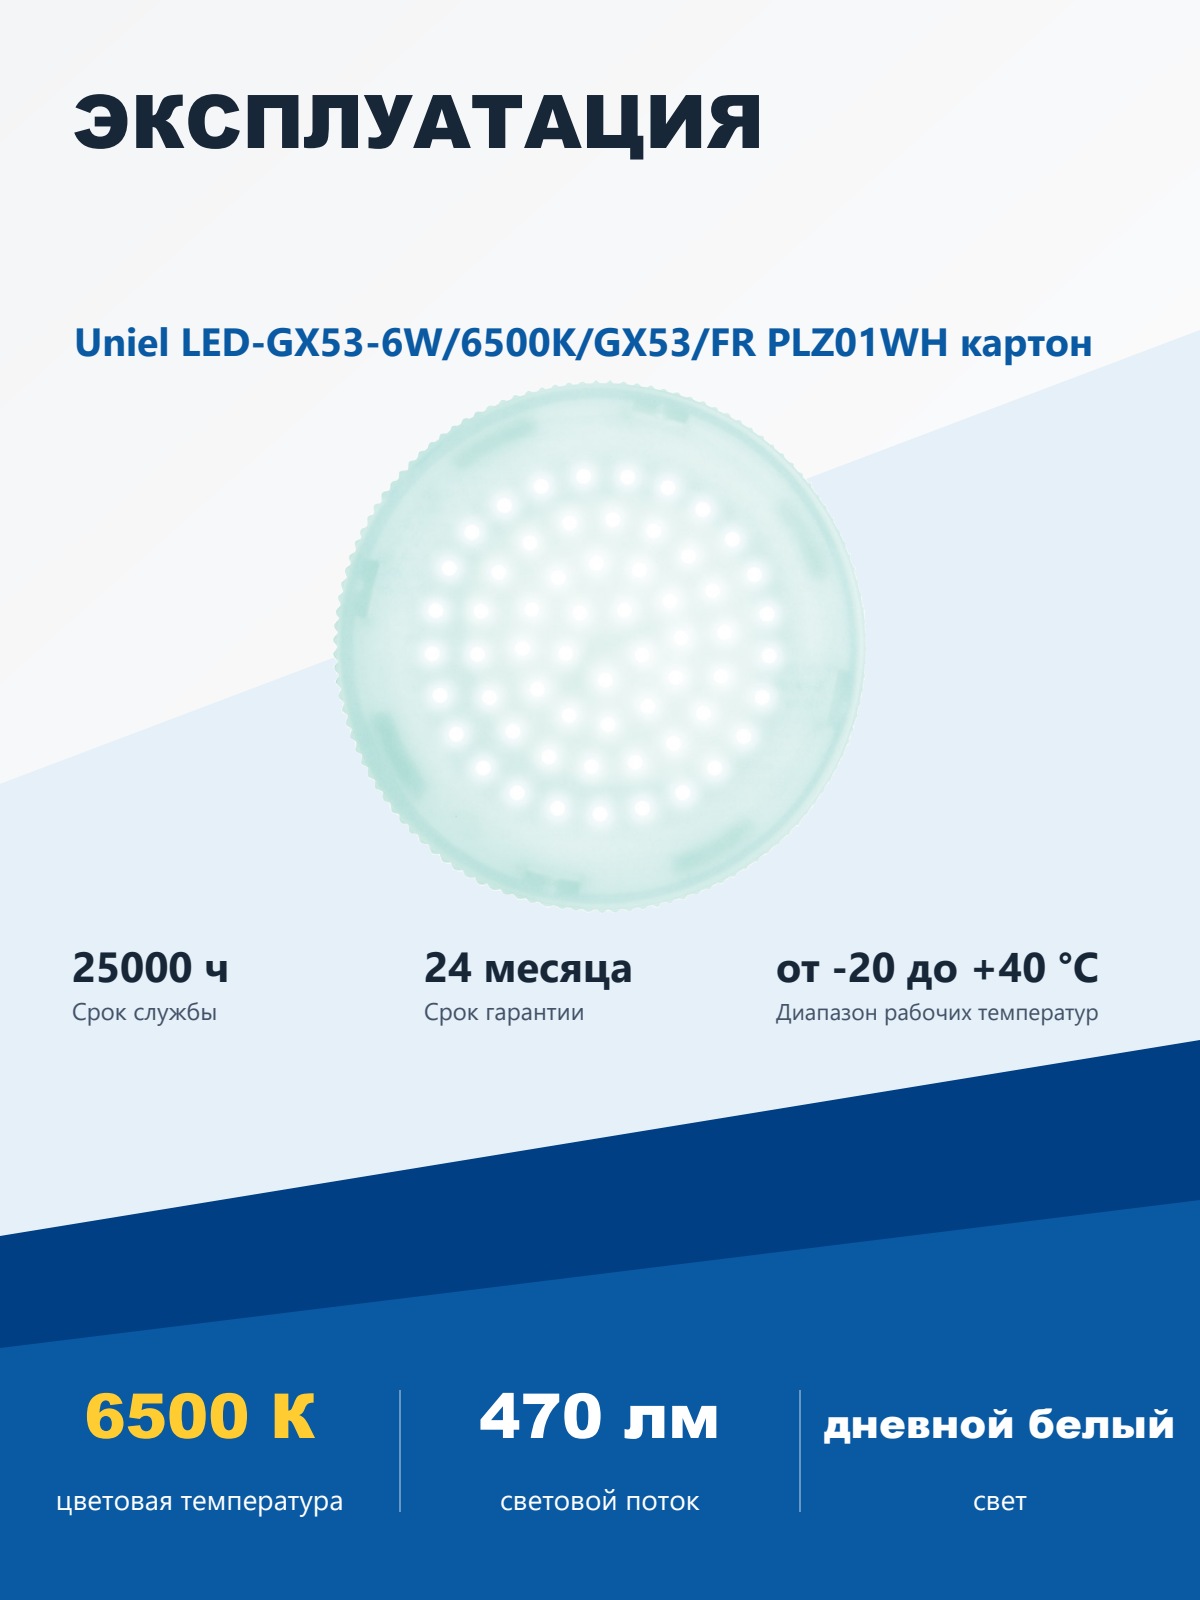 ЭКСПЛУАТАЦИЯ
Uniel LED-GX53-6W/6500K/GX53/FR PLZ01WH картон
25000 ч
Срок службы
24 месяца
Срок гарантии
от -20 до +40 °C
Диапазон рабочих температур
6500 К
цветовая температура
470 лм
световой поток
дневной белый
свет